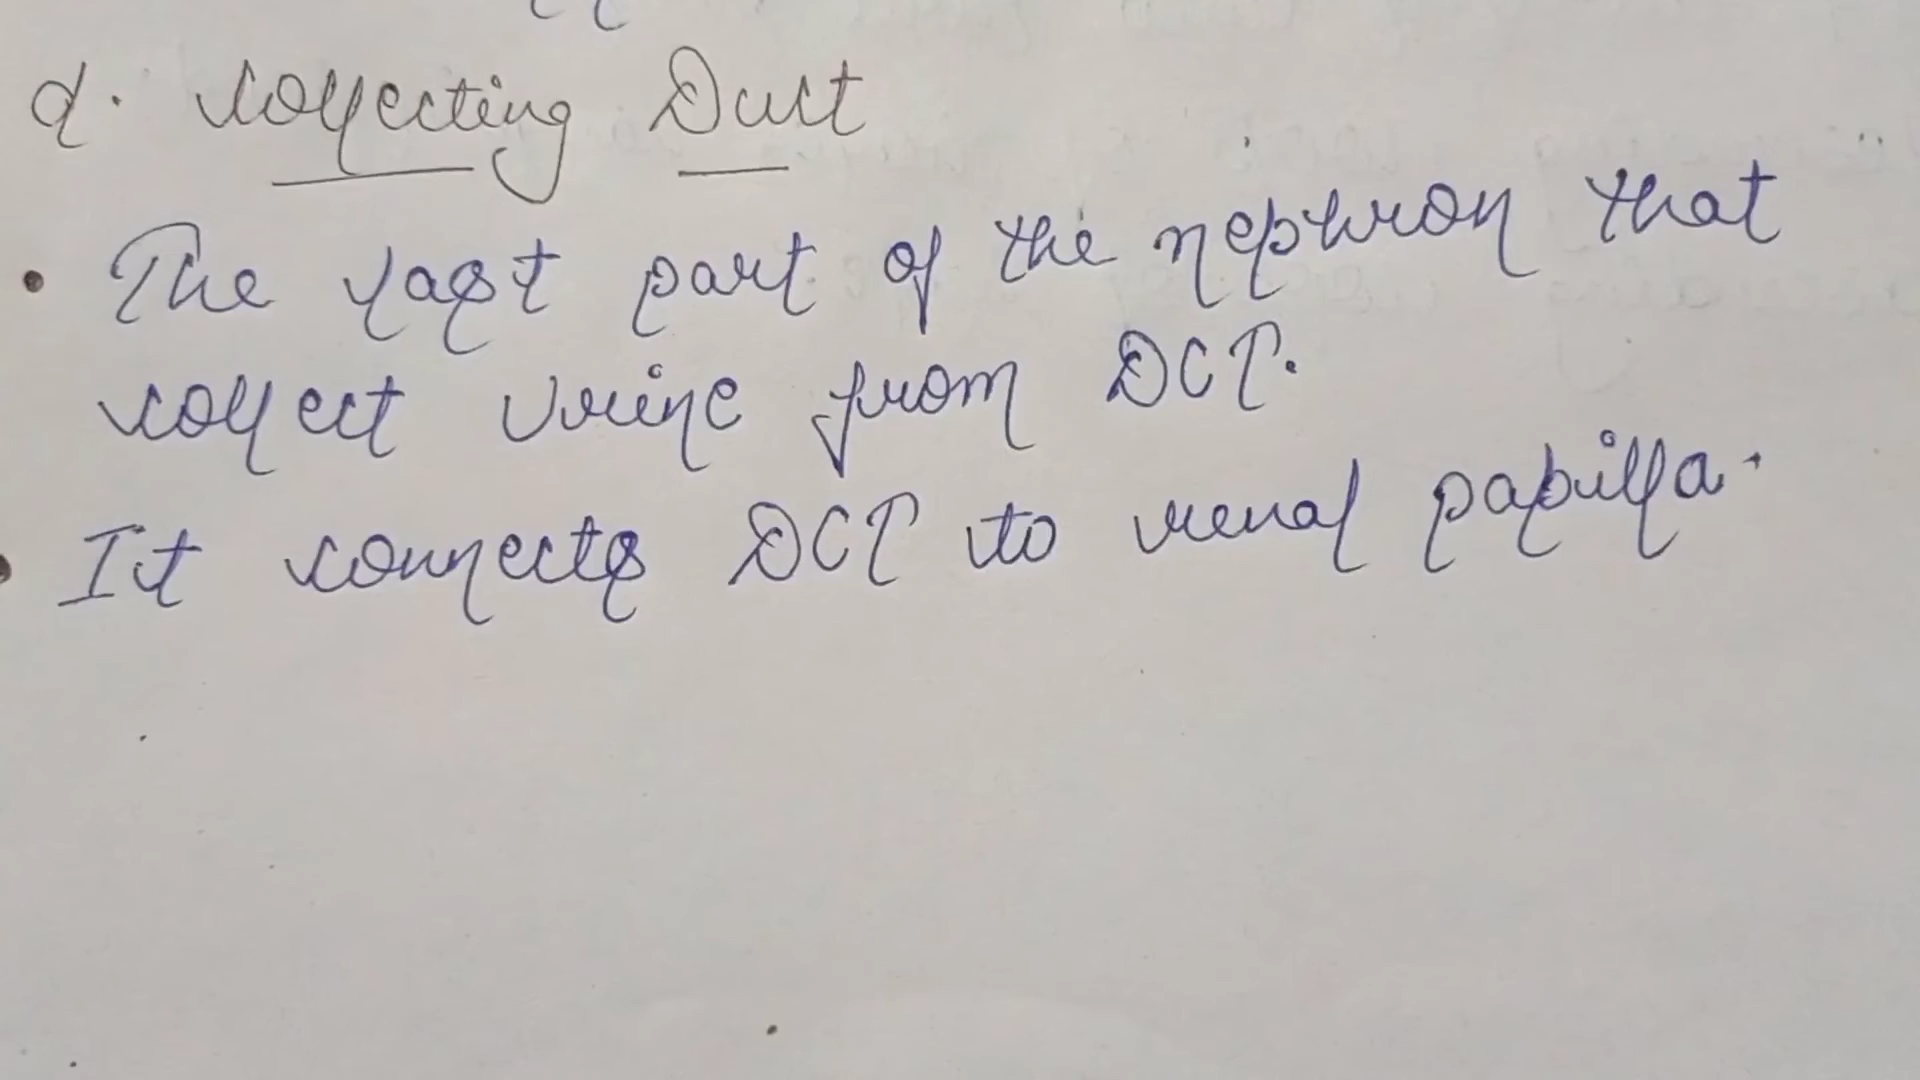 d. Collecting Duct
• The last part of the nephron that
collect Urine from DCT.
• It connects DCT to renal papilla.